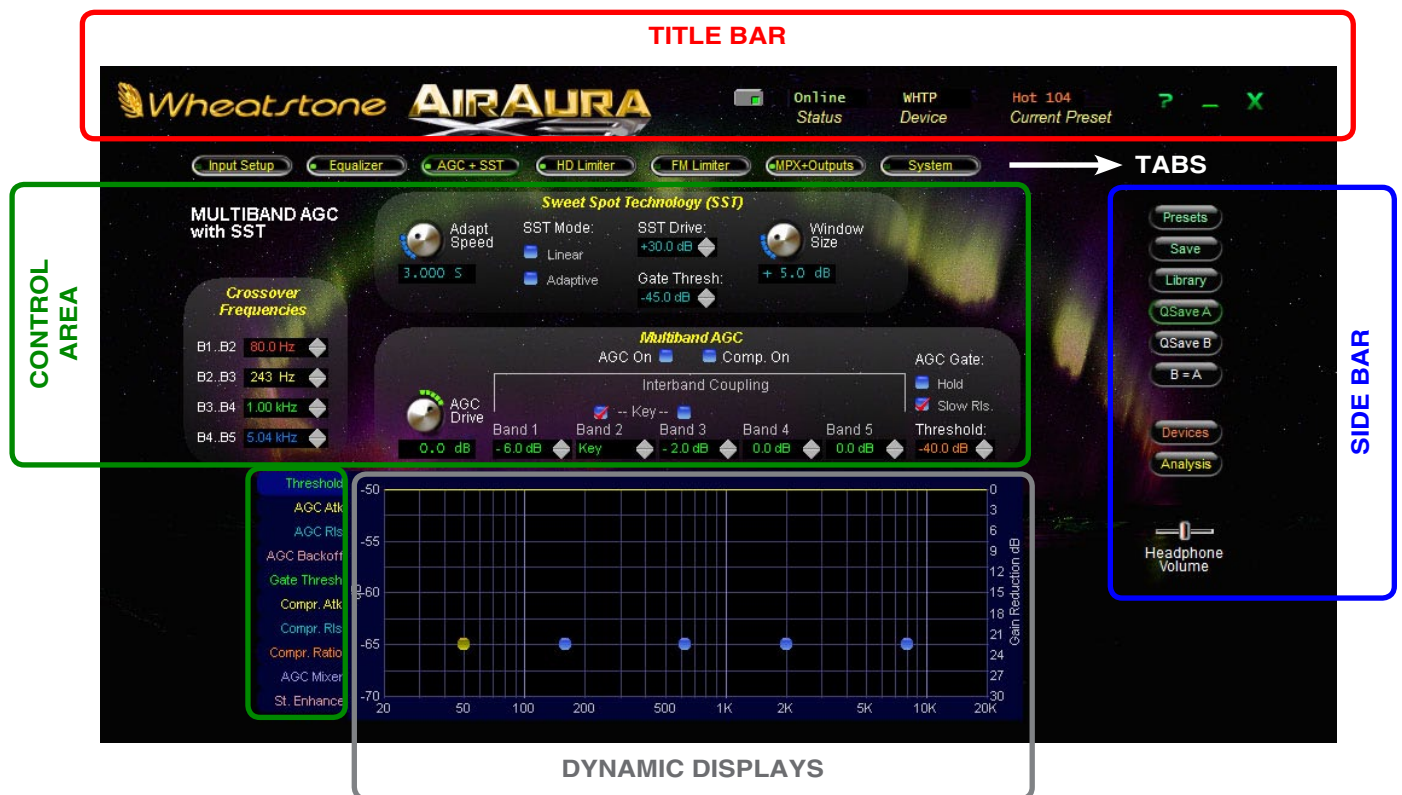 TITLE BAR
Wheatstone AIRAURA
Online WHTP Hot 104 ? _ X
Status Device Current Preset
Input Setup Equalizer AGC + SST HD Limiter FM Limiter MPX+Outputs System TABS
CONTROL AREA
SIDE BAR
MULTIBAND AGC
with SST
Sweet Spot Technology (SST)
Adapt Speed
3.000 S
SST Mode:
Linear
Adaptive
SST Drive:
+30.0 dB
Gate Thresh:
-45.0 dB
Window Size
+ 5.0 dB
Crossover
Frequencies
B1..B2 80.0 Hz
B2..B3 243 Hz
B3..B4 1.00 kHz
B4..B5 5.04 kHz
Multiband AGC
AGC On Comp. On
Interband Coupling
-- Key --
AGC Drive
0.0 dB
Band 1 Band 2 Band 3 Band 4 Band 5
- 6.0 dB Key - 2.0 dB 0.0 dB 0.0 dB
AGC Gate:
Hold
Slow Rls.
Threshold:
-40.0 dB
Presets
Save
Library
QSave A
QSave B
B = A
Devices
Analysis
Headphone
Volume
Threshold
AGC Atk
AGC Rls
AGC Backoff
Gate Thresh
Compr. Atk
Compr. Rls
Compr. Ratio
AGC Mixer
St. Enhance
-50
-55
-60
-65
-70
0
3
6
9
12
15
18
21
24
27
30
Gain Reduction dB
20 50 100 200 500 1K 2K 5K 10K 20K
DYNAMIC DISPLAYS